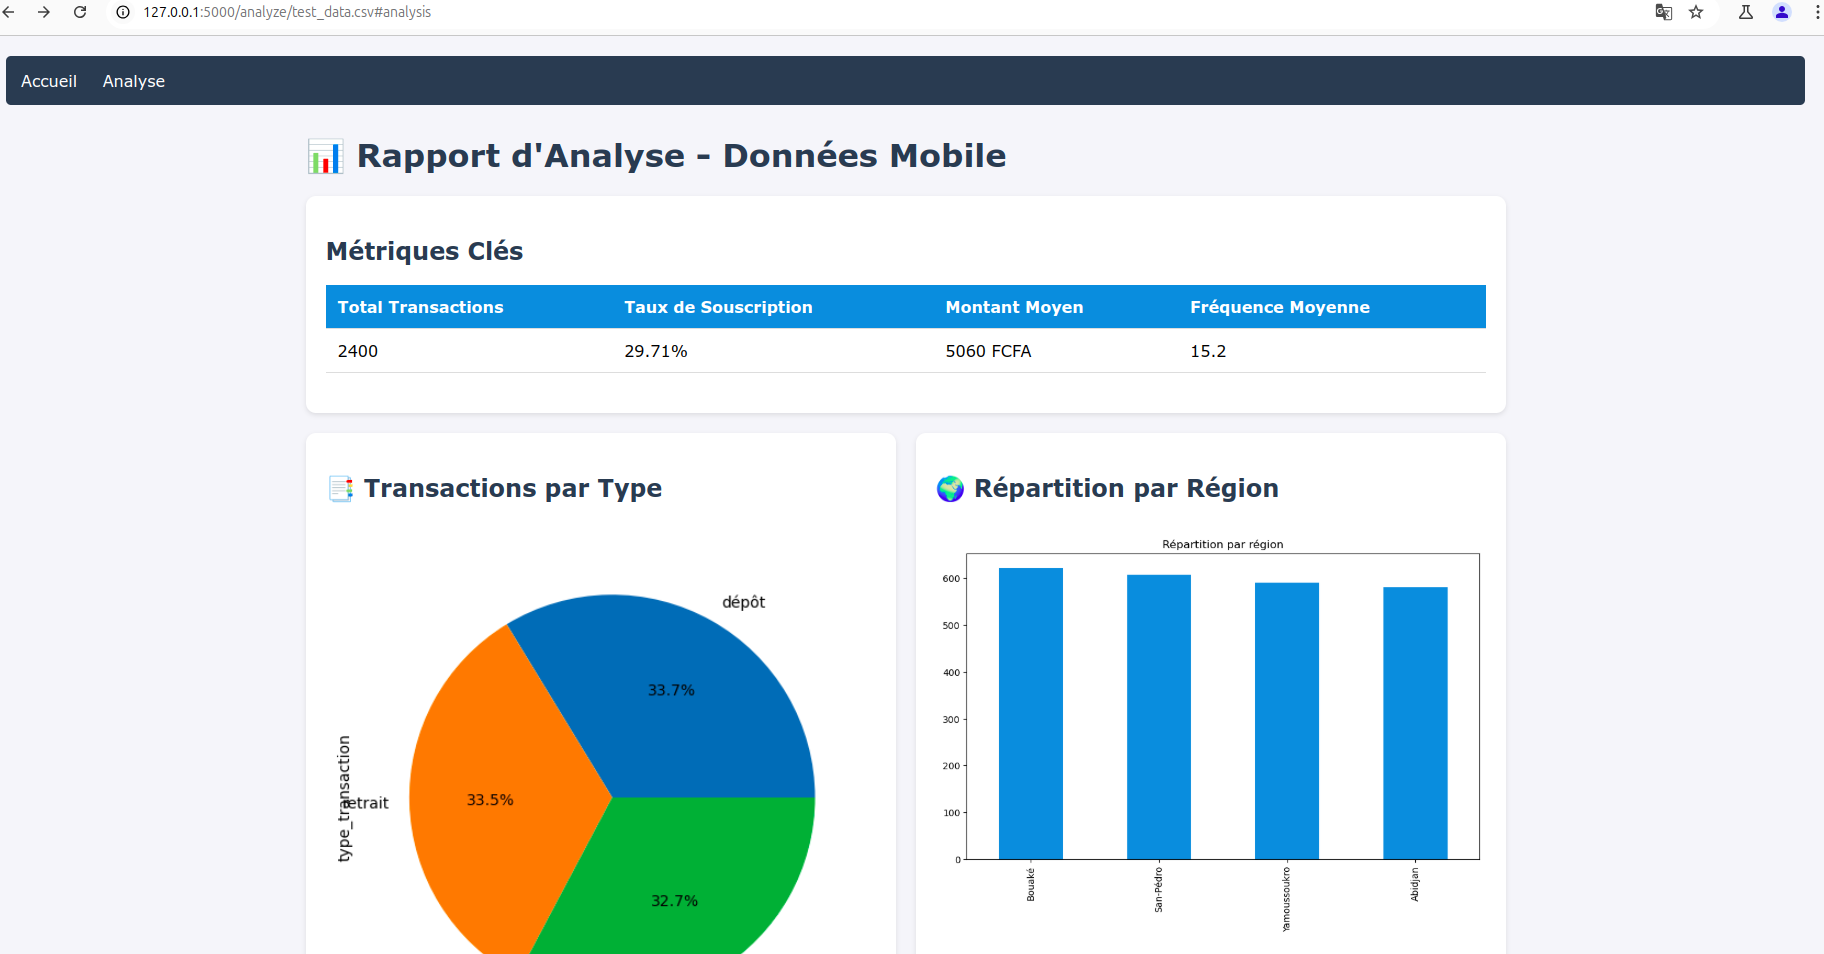 127.0.0.1:5000/analyze/test_data.csv#analysis
Accueil Analyse
Rapport d'Analyse - Données Mobile
Métriques Clés
Total Transactions Taux de Souscription Montant Moyen Fréquence Moyenne
2400 29.71% 5060 FCFA 15.2
Transactions par Type
dépôt
33.7%
33.5%
retrait
type_transaction
32.7%
Répartition par Région
Répartition par région
600
500
400
300
200
100
0
Bouaké
San-Pédro
Yamoussoukro
Abidjan